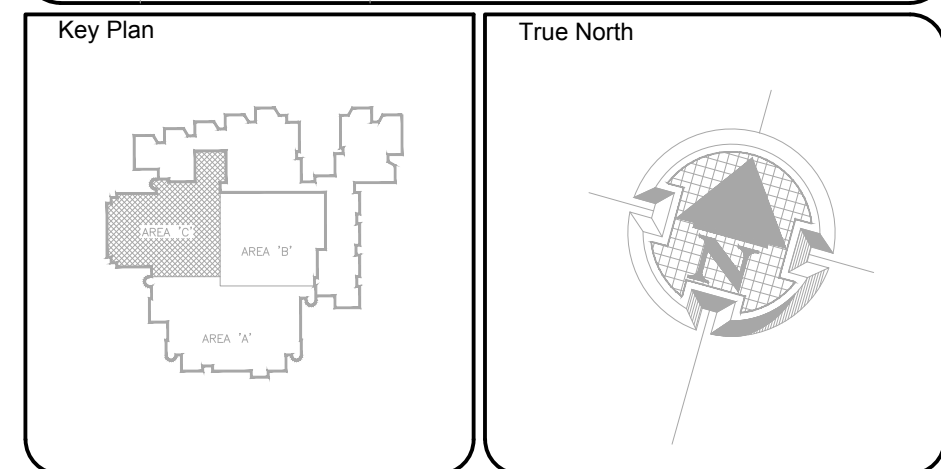 Key Plan
True North
AREA 'C'
AREA 'B'
AREA 'A'
N